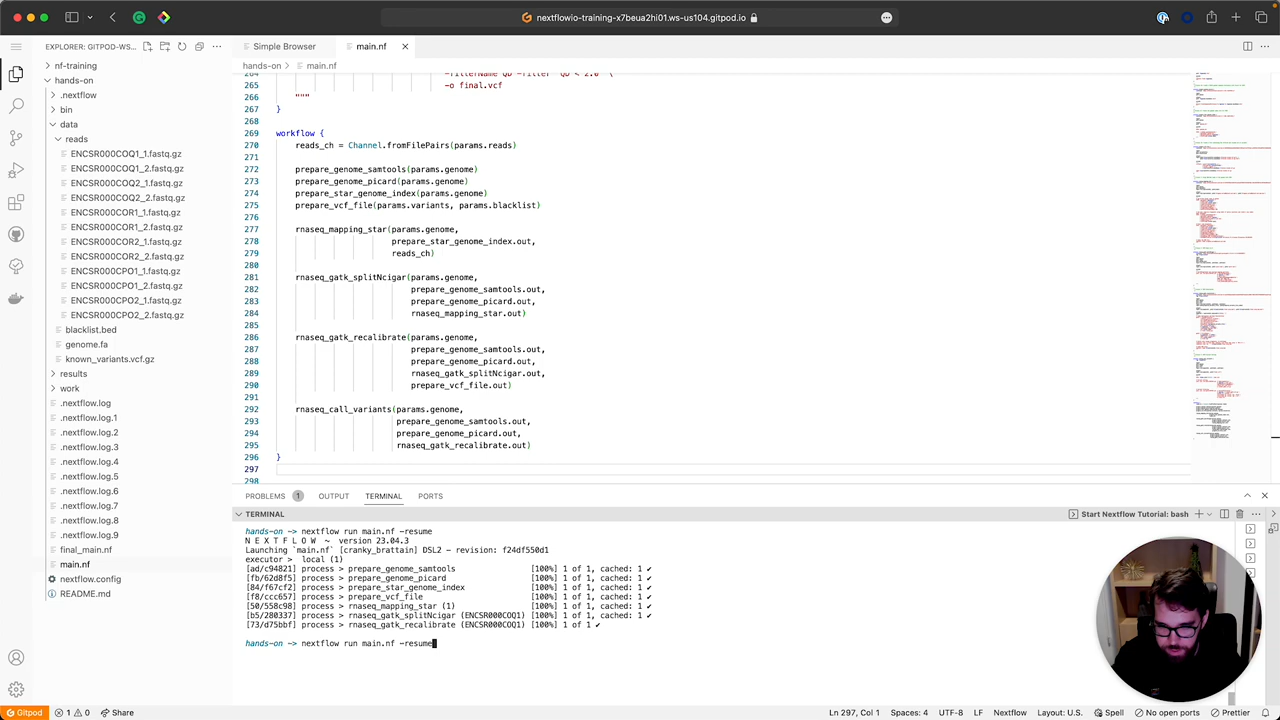 nextflowio-training-x7beua2hi01.ws-us104.gitpod.io
EXPLORER: GITPOD-WS...
Simple Browser
main.nf
hands-on > main.nf
nf-training
hands-on
.nextflow
bin
data
reads
ENCSR000COQ1_1.fastq.gz
ENCSR000COQ1_2.fastq.gz
ENCSR000COQ2_1.fastq.gz
ENCSR000COQ2_2.fastq.gz
ENCSR000COR1_1.fastq.gz
ENCSR000COR1_2.fastq.gz
ENCSR000COR2_1.fastq.gz
ENCSR000COR2_2.fastq.gz
ENCSR000CPO1_1.fastq.gz
ENCSR000CPO1_2.fastq.gz
ENCSR000CPO2_1.fastq.gz
ENCSR000CPO2_2.fastq.gz
blacklist.bed
genome.fa
known_variants.vcf.gz
results
work
.nextflow.log
.nextflow.log.1
.nextflow.log.2
.nextflow.log.3
.nextflow.log.4
.nextflow.log.5
.nextflow.log.6
.nextflow.log.7
.nextflow.log.8
.nextflow.log.9
final_main.nf
main.nf
nextflow.config
README.md
264 -filterName QD -filter "QD < 2.0" \
265 -o final.vcf
266 """
267 }
268
269 workflow {
270 reads_ch = Channel.fromFilePairs(params.reads)
271
272 prepare_genome_samtools(params.genome)
273 prepare_genome_picard(params.genome)
274 prepare_star_genome_index(params.genome)
275 prepare_vcf_file(params.variants, params.blacklist)
276
277 rnaseq_mapping_star(params.genome,
278 prepare_star_genome_index.out,
279 reads_ch)
280
281 rnaseq_gatk_splitNcigar(params.genome,
282 prepare_genome_samtools.out,
283 prepare_genome_picard.out,
284 rnaseq_mapping_star.out)
285
286 rnaseq_gatk_recalibrate(params.genome,
287 prepare_genome_samtools.out,
288 prepare_genome_picard.out,
289 rnaseq_gatk_splitNcigar.out,
290 prepare_vcf_file.out)
291
292 rnaseq_call_variants(params.genome,
293 prepare_genome_samtools.out,
294 prepare_genome_picard.out,
295 rnaseq_gatk_recalibrate.out)
296 }
297
298
PROBLEMS 1 OUTPUT TERMINAL PORTS
TERMINAL
Start Nextflow Tutorial: bash
hands-on ~> nextflow run main.nf -resume
N E X T F L O W ~ version 23.04.3
Launching `main.nf` [cranky_brattain] DSL2 - revision: f24df550d1
executor > local (1)
[ad/c94821] process > prepare_genome_samtools [100%] 1 of 1, cached: 1 ✔
[fb/62d8f5] process > prepare_genome_picard [100%] 1 of 1, cached: 1 ✔
[84/f67cf2] process > prepare_star_genome_index [100%] 1 of 1, cached: 1 ✔
[f8/ccc657] process > prepare_vcf_file [100%] 1 of 1, cached: 1 ✔
[50/558c98] process > rnaseq_mapping_star (1) [100%] 1 of 1, cached: 1 ✔
[b5/280337] process > rnaseq_gatk_splitNcigar (ENCSR000COQ1) [100%] 1 of 1, cached: 1 ✔
[73/d75bbf] process > rnaseq_gatk_recalibrate (ENCSR000COQ1) [100%] 1 of 1 ✔
hands-on ~> nextflow run main.nf -resume
Gitpod 1 0 Share Ln 297, Col 1 Spaces: 4 UTF-8 LF Nextflow Layout: U.S. Spell No open ports Prettier